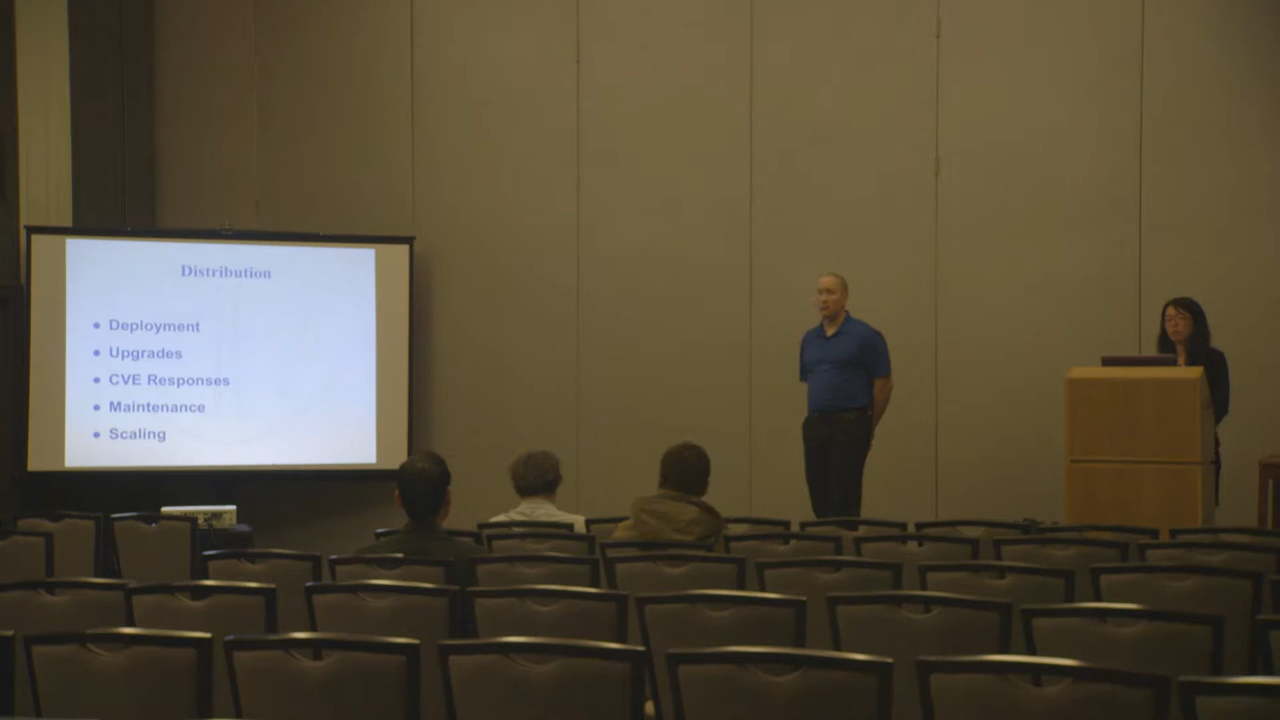 Distribution
• Deployment
• Upgrades
• CVE Responses
• Maintenance
• Scaling